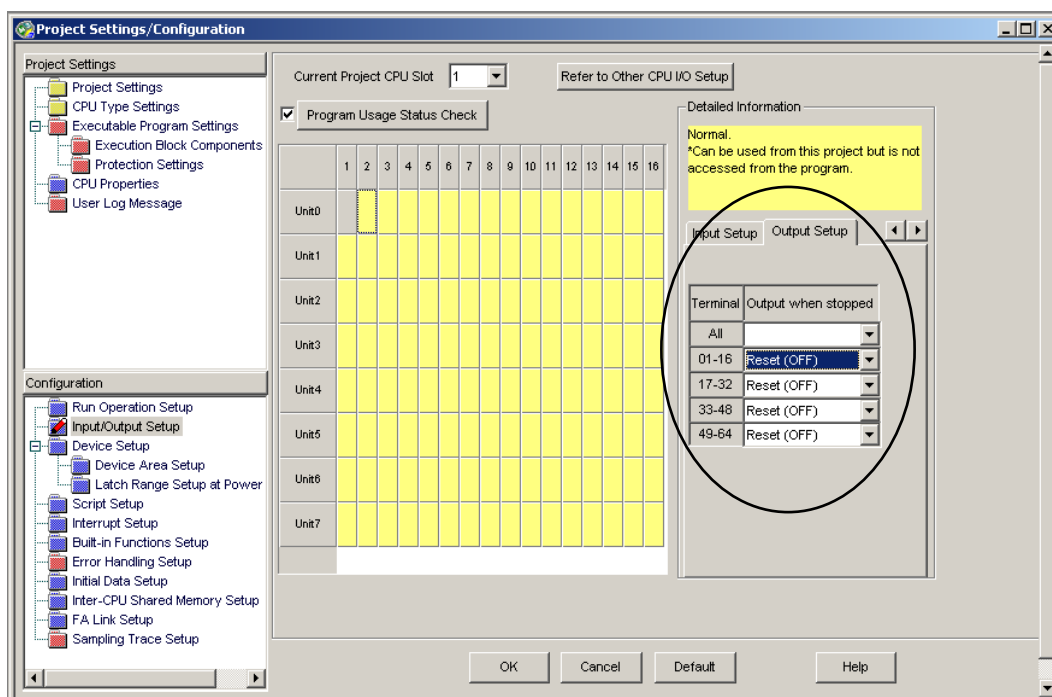 Project Settings/Configuration
Project Settings
Project Settings
CPU Type Settings
Executable Program Settings
Execution Block Components
Protection Settings
CPU Properties
User Log Message
Configuration
Run Operation Setup
Input/Output Setup
Device Setup
Device Area Setup
Latch Range Setup at Power
Script Setup
Interrupt Setup
Built-in Functions Setup
Error Handling Setup
Initial Data Setup
Inter-CPU Shared Memory Setup
FA Link Setup
Sampling Trace Setup
Current Project CPU Slot 1 Refer to Other CPU I/O Setup
Program Usage Status Check
1 2 3 4 5 6 7 8 9 10 11 12 13 14 15 16
Unit0
Unit1
Unit2
Unit3
Unit4
Unit5
Unit6
Unit7
Detailed Information
Normal.
*Can be used from this project but is not
accessed from the program.
Input Setup Output Setup
Terminal Output when stopped
All
01-16 Reset (OFF)
17-32 Reset (OFF)
33-48 Reset (OFF)
49-64 Reset (OFF)
OK Cancel Default Help